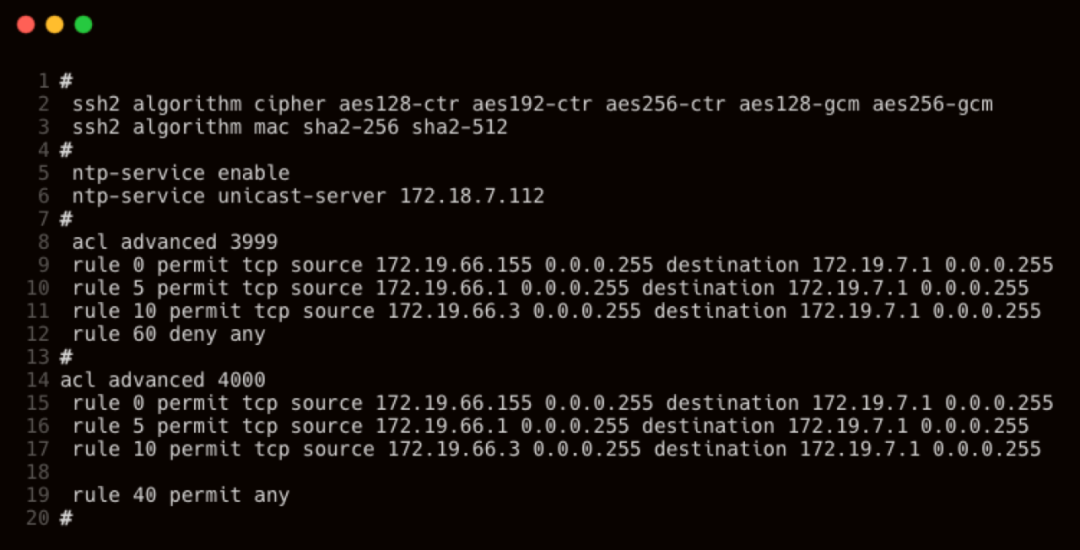 1 #
2 ssh2 algorithm cipher aes128-ctr aes192-ctr aes256-ctr aes128-gcm aes256-gcm
3 ssh2 algorithm mac sha2-256 sha2-512
4 #
5 ntp-service enable
6 ntp-service unicast-server 172.18.7.112
7 #
8 acl advanced 3999
9 rule 0 permit tcp source 172.19.66.155 0.0.0.255 destination 172.19.7.1 0.0.0.255
10 rule 5 permit tcp source 172.19.66.1 0.0.0.255 destination 172.19.7.1 0.0.0.255
11 rule 10 permit tcp source 172.19.66.3 0.0.0.255 destination 172.19.7.1 0.0.0.255
12 rule 60 deny any
13 #
14 acl advanced 4000
15 rule 0 permit tcp source 172.19.66.155 0.0.0.255 destination 172.19.7.1 0.0.0.255
16 rule 5 permit tcp source 172.19.66.1 0.0.0.255 destination 172.19.7.1 0.0.0.255
17 rule 10 permit tcp source 172.19.66.3 0.0.0.255 destination 172.19.7.1 0.0.0.255
18
19 rule 40 permit any
20 #